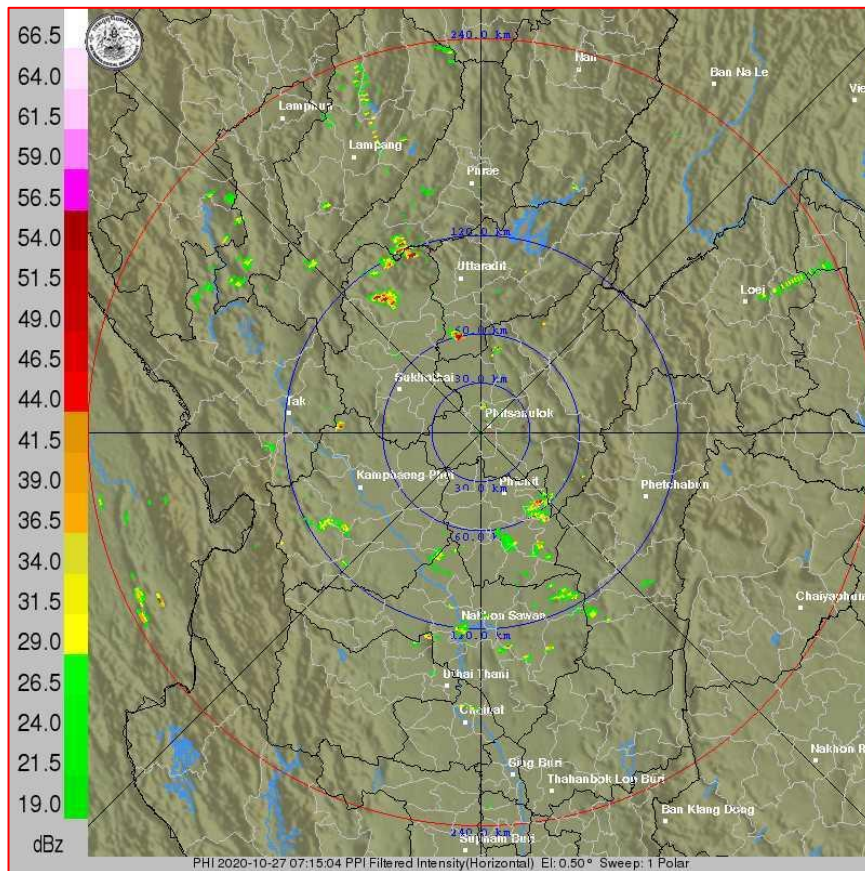 66.5
64.0
61.5
59.0
56.5
54.0
51.5
49.0
46.5
44.0
41.5
39.0
36.5
34.0
31.5
29.0
26.5
24.0
21.5
19.0
dBz
240.0 km
Nan
Ban Na Le
Vie
Lamphun
Lampang
Phrae
120.0 km
Uttaradit
Loei
60.0 km
Sukhothai
30.0 km
Tak
Phitsanulok
Kamphaeng Phet
Phichit
Phetchabun
30.0 km
60.0 km
Chaiyaphum
Nakhon Sawan
120.0 km
Uthai Thani
Chainat
Sing Buri
Nakhon R
Thahanbok Lop Buri
Ban Klang Dong
240.0 km
Suphan Buri
PHI 2020-10-27 07:15:04 PPI Filtered Intensity(Horizontal) El: 0.50° Sweep: 1 Polar